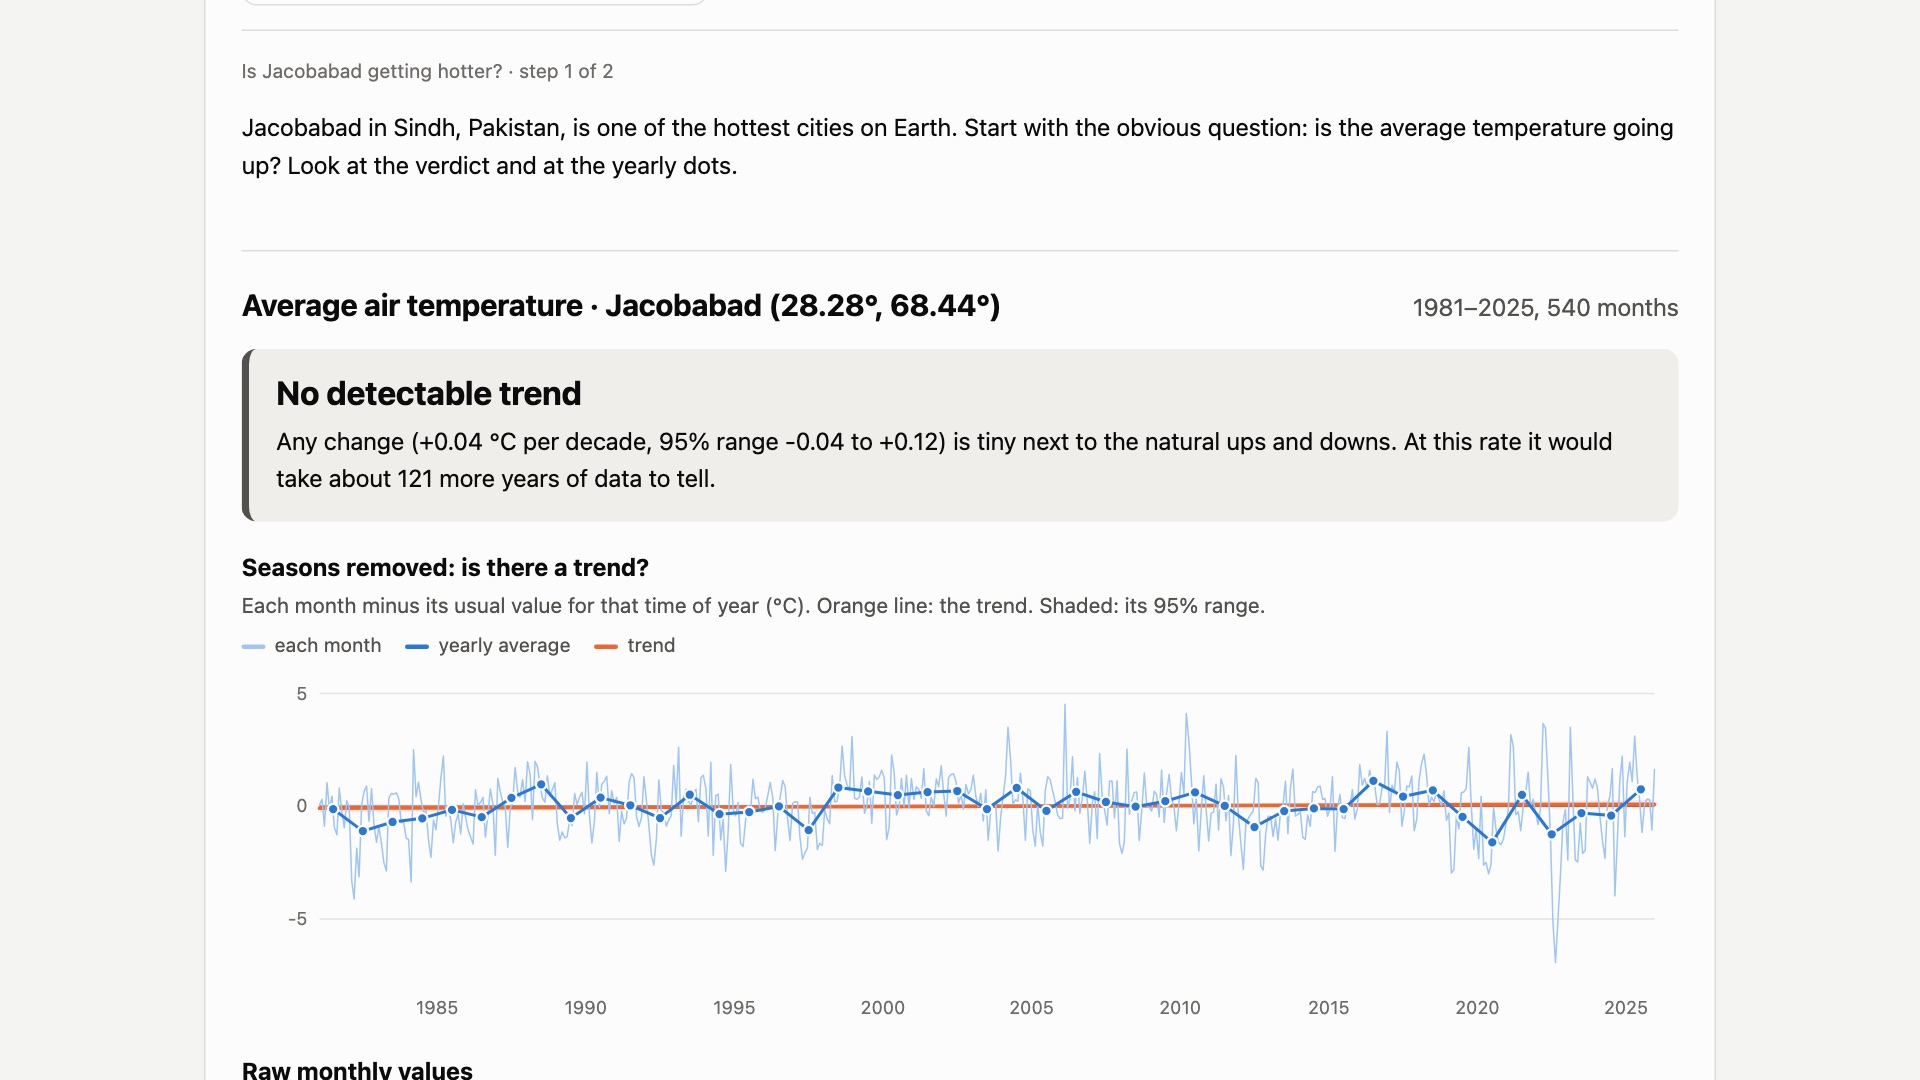 Is Jacobabad getting hotter? · step 1 of 2
Jacobabad in Sindh, Pakistan, is one of the hottest cities on Earth. Start with the obvious question: is the average temperature going
up? Look at the verdict and at the yearly dots.
Average air temperature · Jacobabad (28.28°, 68.44°)
1981–2025, 540 months
No detectable trend
Any change (+0.04 °C per decade, 95% range -0.04 to +0.12) is tiny next to the natural ups and downs. At this rate it would
take about 121 more years of data to tell.
Seasons removed: is there a trend?
Each month minus its usual value for that time of year (°C). Orange line: the trend. Shaded: its 95% range.
each month yearly average trend
5
0
-5
1985 1990 1995 2000 2005 2010 2015 2020 2025
Raw monthly values